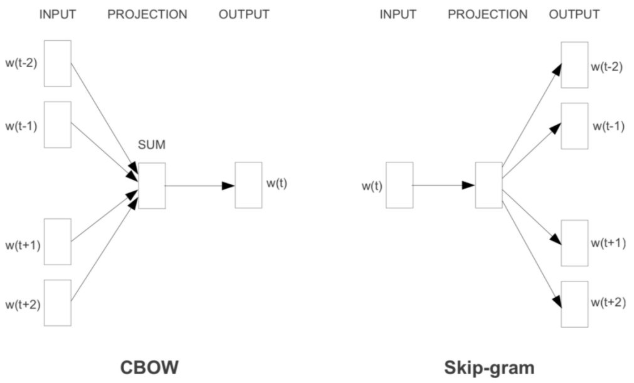 INPUT PROJECTION OUTPUT
w(t-2)
w(t-1)
SUM
w(t)
w(t+1)
w(t+2)
CBOW
INPUT PROJECTION OUTPUT
w(t-2)
w(t-1)
w(t)
w(t+1)
w(t+2)
Skip-gram